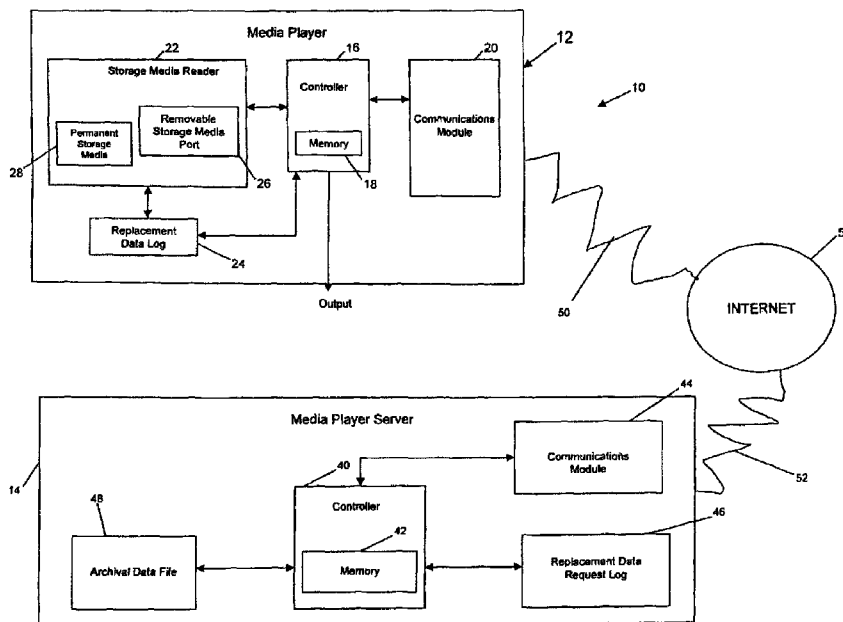 Media Player
22
16
20
12
10
Storage Media Reader
Controller
Communications
Module
Removable
Storage Media
Port
Permanent
Storage
Media
Memory
28
26
18
Replacement
Data Log
24
Output
50
5
INTERNET
Media Player Server
44
Communications
Module
52
14
48
40
Controller
42
Memory
46
Archival Data File
Replacement Data
Request Log